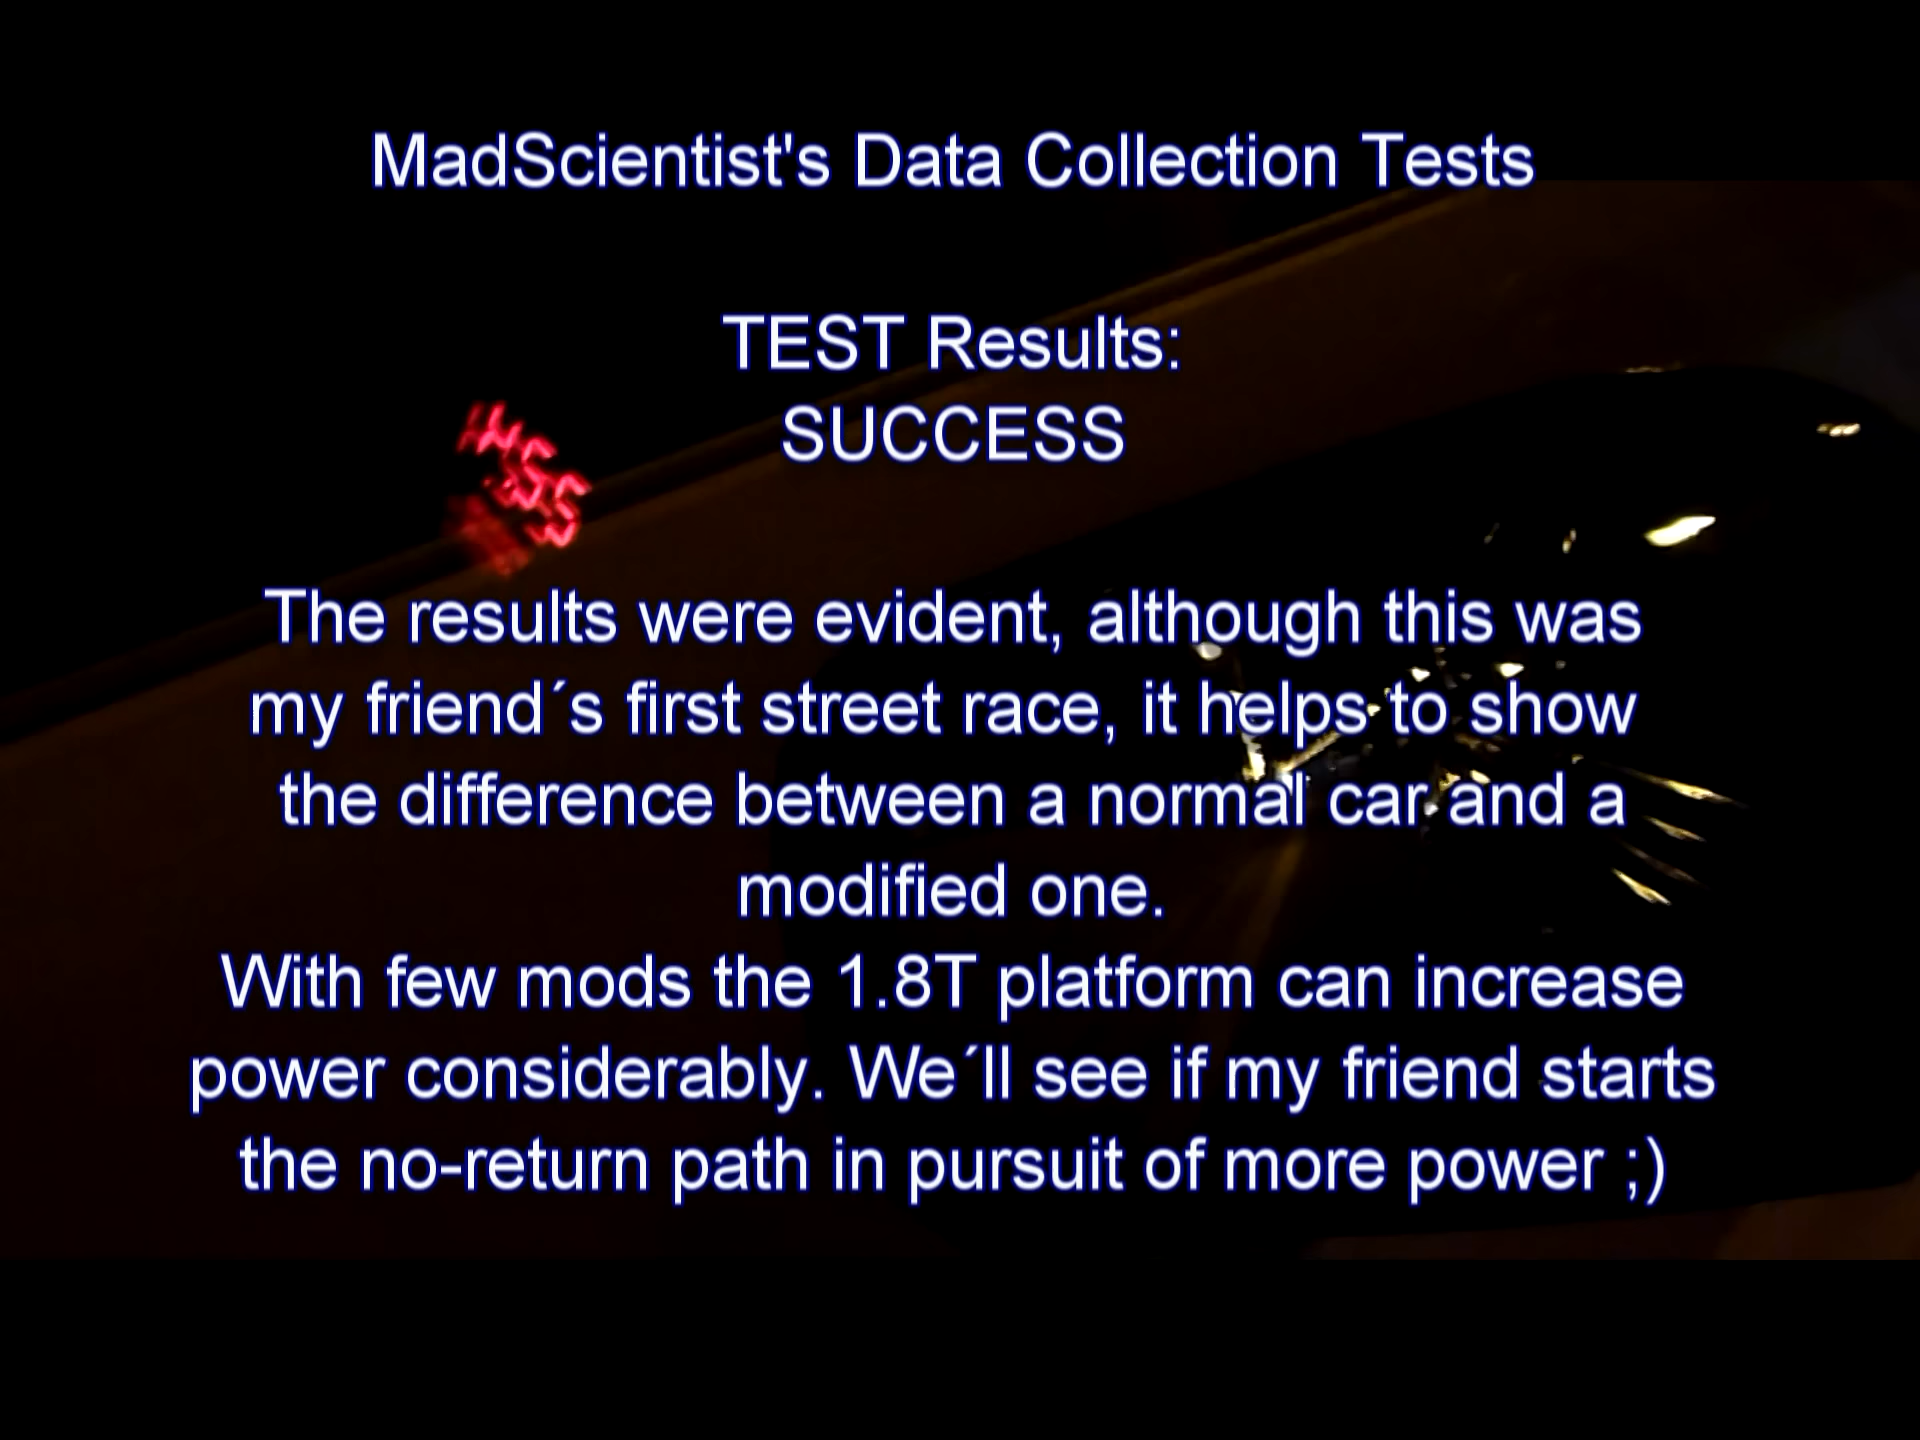 MadScientist's Data Collection Tests
TEST Results:
SUCCESS
The results were evident, although this was
my friend´s first street race, it helps to show
the difference between a normal car and a
modified one.
With few mods the 1.8T platform can increase
power considerably. We´ll see if my friend starts
the no-return path in pursuit of more power ;)